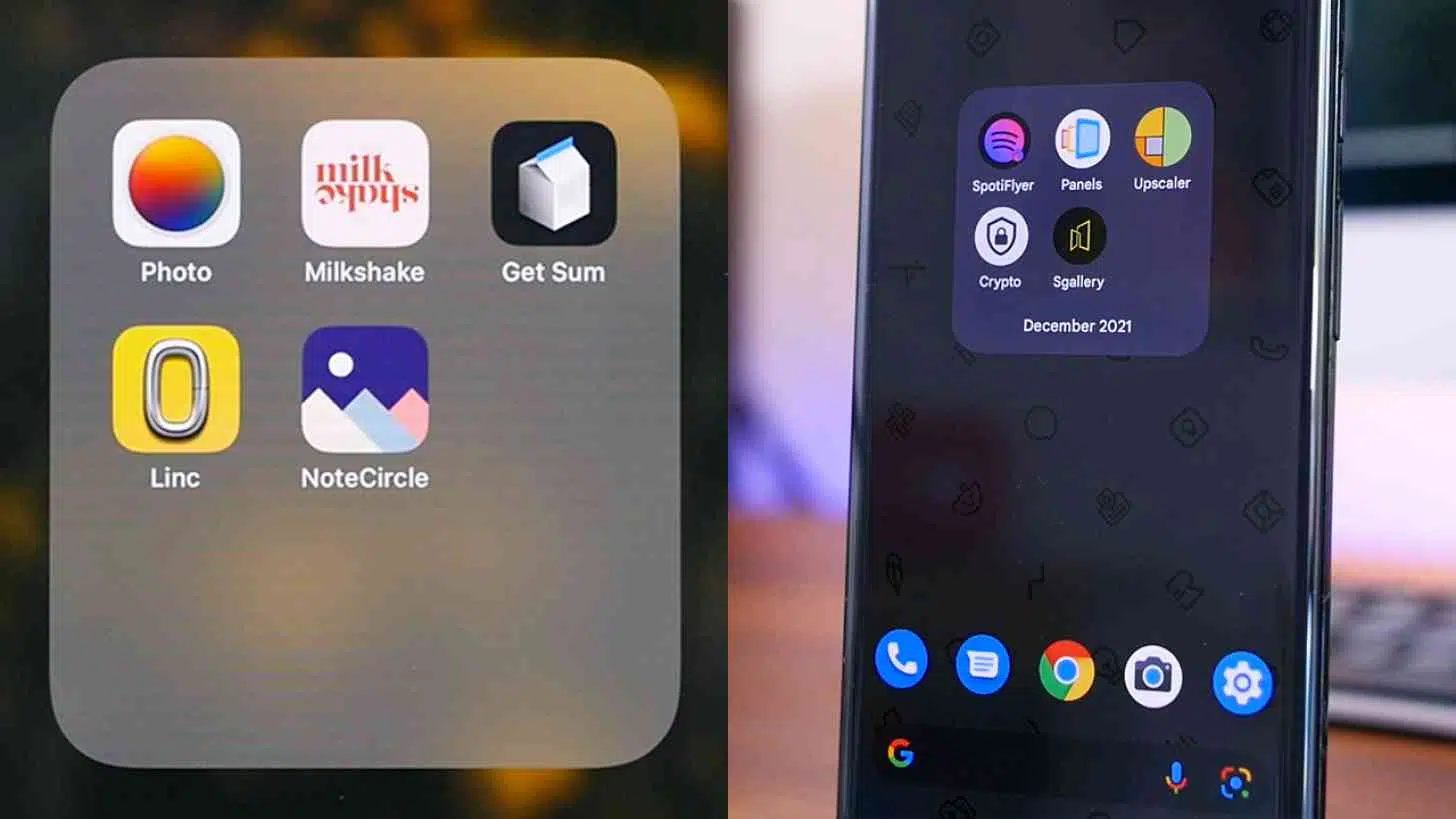 milk
shake
Photo
Milkshake
Get Sum
Linc
NoteCircle
SpotiFlyer
Panels
Upscaler
Crypto
Sgallery
December 2021
G